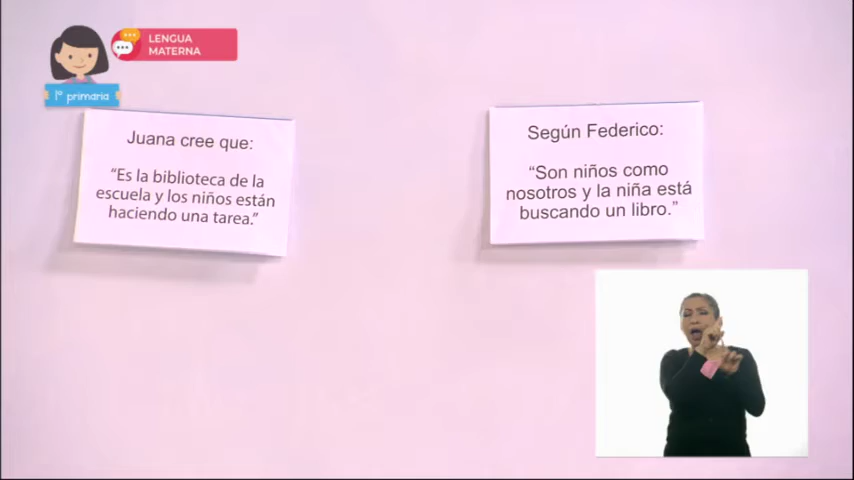 LENGUA
MATERNA
1° primaria
Juana cree que:
“Es la biblioteca de la
escuela y los niños están
haciendo una tarea.”
Según Federico:
“Son niños como
nosotros y la niña está
buscando un libro.”